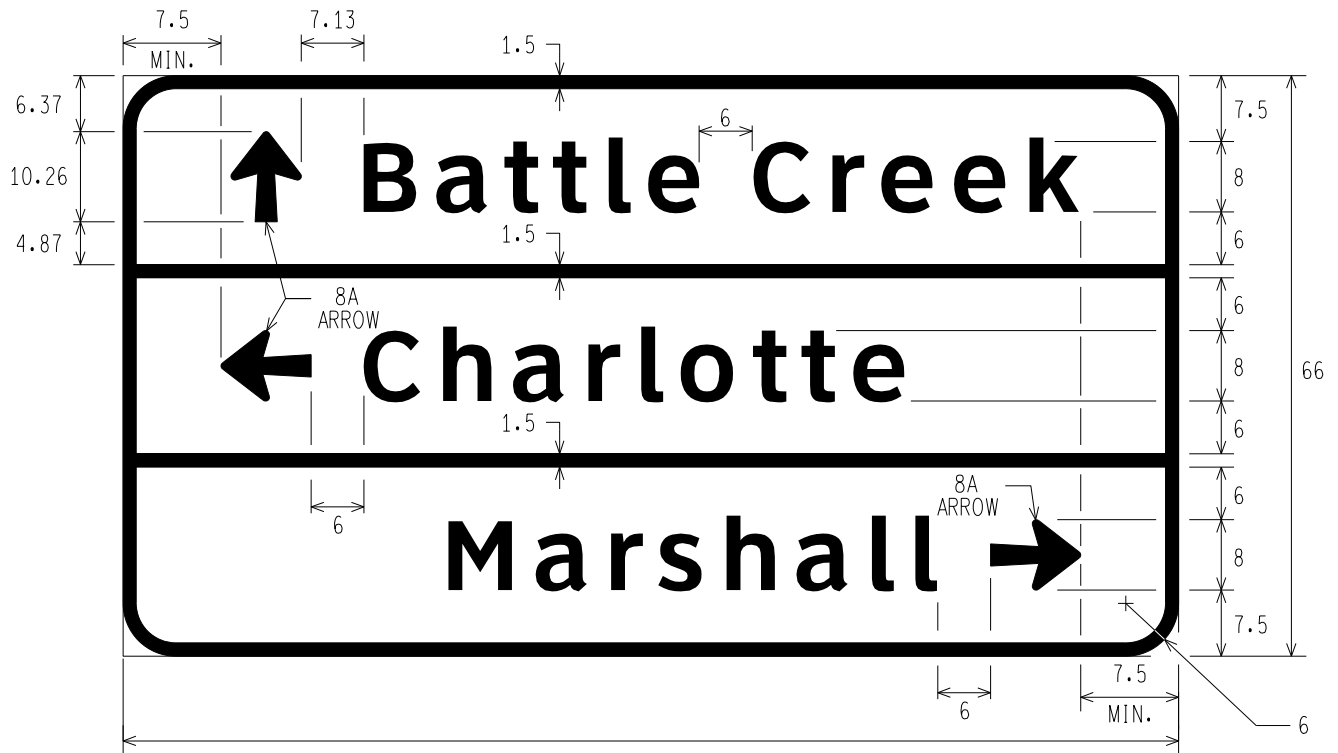 7.5 7.13
MIN. 1.5
6.37 7.5
6
Battle Creek
10.26 8
4.87 1.5 6
8A
ARROW
6
Charlotte
8 66
1.5 6
8A
ARROW
6
6
Marshall
8
7.5
7.5
6 MIN. 6